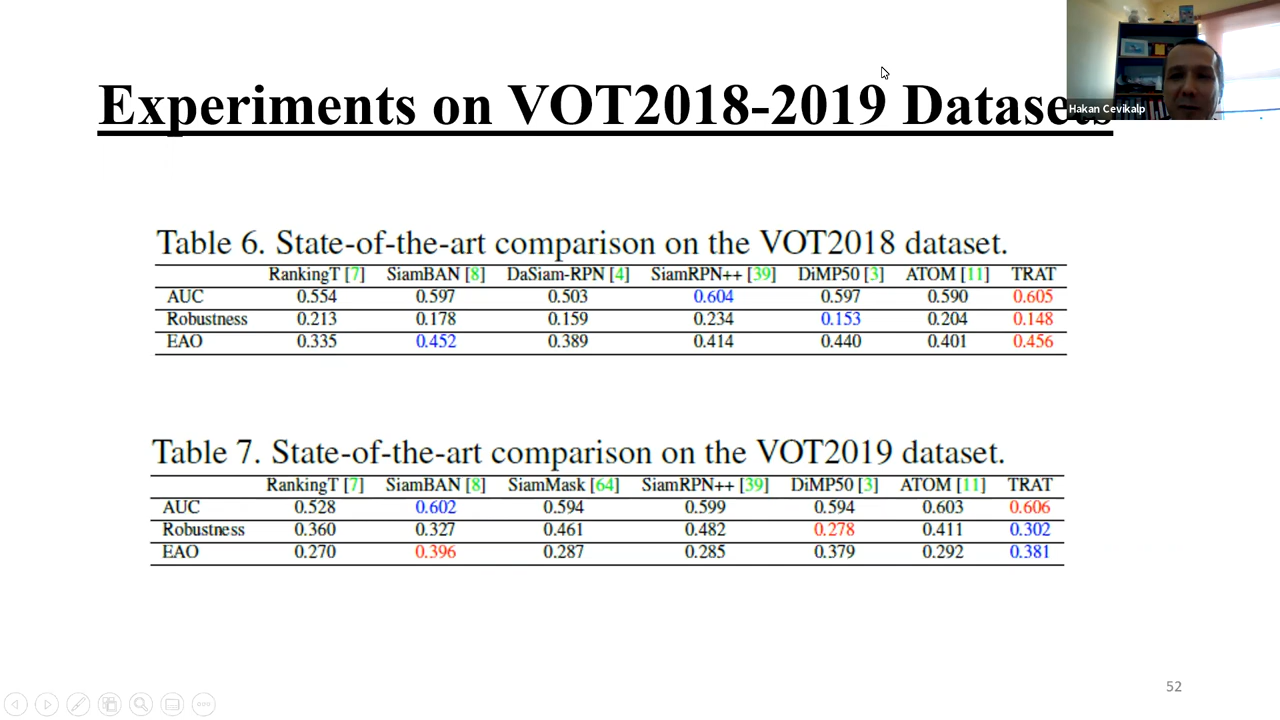 Experiments on VOT2018-2019 Datasets
Hakan Cevikalp
Table 6. State-of-the-art comparison on the VOT2018 dataset.
RankingT [7] SiamBAN [8] DaSiam-RPN [4] SiamRPN++ [39] DiMP50 [3] ATOM [11] TRAT
AUC 0.554 0.597 0.503 0.604 0.597 0.590 0.605
Robustness 0.213 0.178 0.159 0.234 0.153 0.204 0.148
EAO 0.335 0.452 0.389 0.414 0.440 0.401 0.456
Table 7. State-of-the-art comparison on the VOT2019 dataset.
RankingT [7] SiamBAN [8] SiamMask [64] SiamRPN++ [39] DiMP50 [3] ATOM [11] TRAT
AUC 0.528 0.602 0.594 0.599 0.594 0.603 0.606
Robustness 0.360 0.327 0.461 0.482 0.278 0.411 0.302
EAO 0.270 0.396 0.287 0.285 0.379 0.292 0.381
52